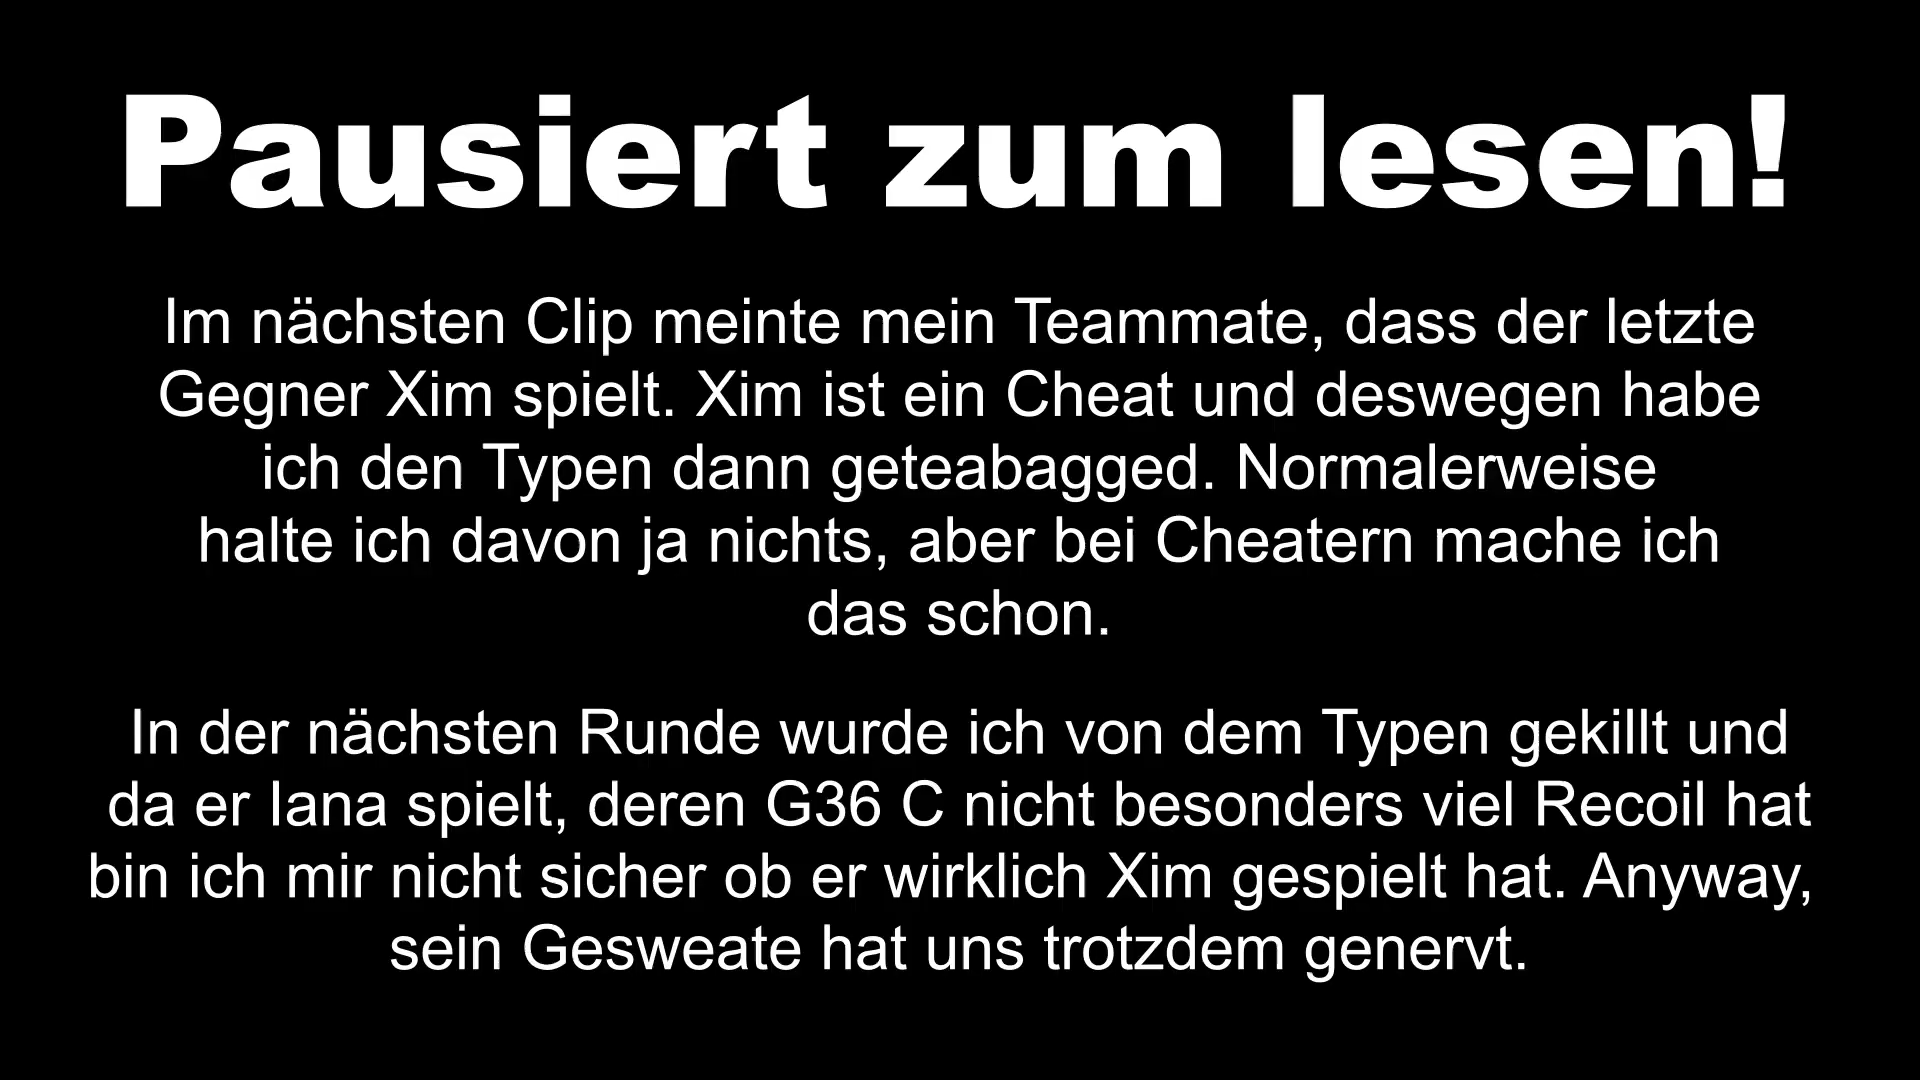 Pausiert zum lesen!
Im nächsten Clip meinte mein Teammate, dass der letzte
Gegner Xim spielt. Xim ist ein Cheat und deswegen habe
ich den Typen dann geteabagged. Normalerweise
halte ich davon ja nichts, aber bei Cheatern mache ich
das schon.
In der nächsten Runde wurde ich von dem Typen gekillt und
da er Iana spielt, deren G36 C nicht besonders viel Recoil hat
bin ich mir nicht sicher ob er wirklich Xim gespielt hat. Anyway,
sein Gesweate hat uns trotzdem genervt.